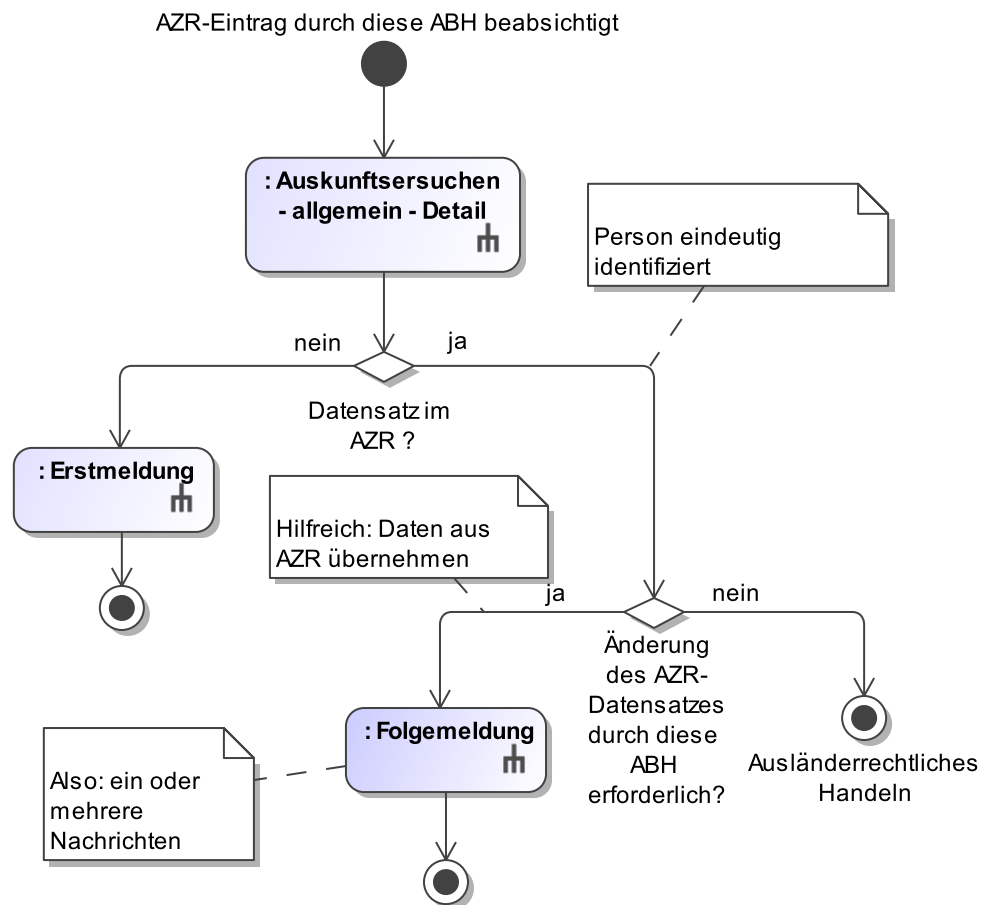 AZR-Eintrag durch diese ABH beabsichtigt
: Auskunftsersuchen
- allgemein - Detail
Person eindeutig
identifiziert
nein
ja
Datensatz im
AZR ?
: Erstmeldung
Hilfreich: Daten aus
AZR übernehmen
ja
nein
Änderung
des AZR-
Datensatzes
durch diese
ABH
erforderlich?
: Folgemeldung
Ausländerrechtliches
Handeln
Also: ein oder
mehrere
Nachrichten